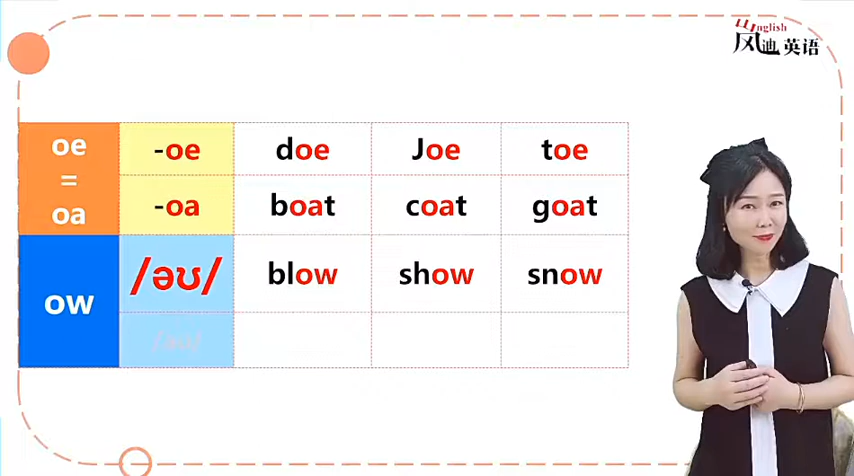 English
风迪 英语
oe
=
oa
-oe doe Joe toe
-oa boat coat goat
ow
/əʊ/ blow show snow